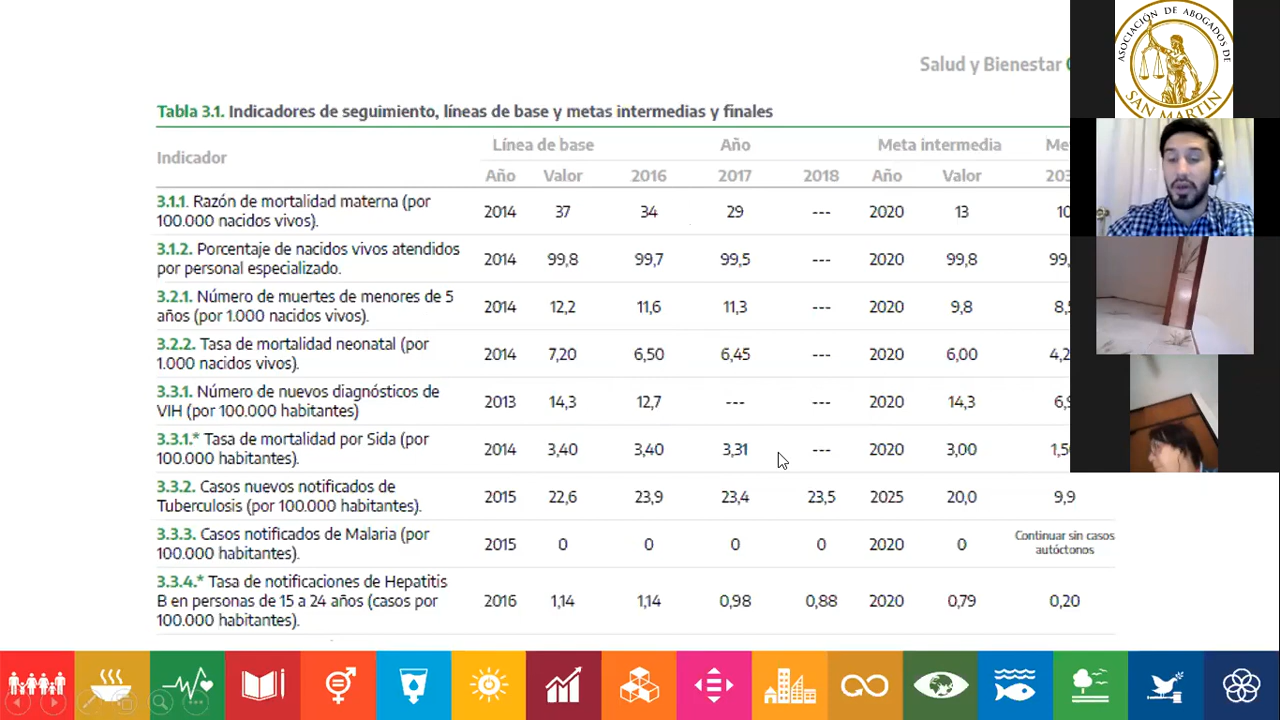 ASOCIACIÓN DE ABOGADOS DE
SAN MARTIN
Salud y Bienestar
Tabla 3.1. Indicadores de seguimiento, líneas de base y metas intermedias y finales
Indicador Línea de base Año Meta intermedia
Año Valor 2016 2017 2018 Año Valor
3.1.1. Razón de mortalidad materna (por
100.000 nacidos vivos). 2014 37 34 29 --- 2020 13
3.1.2. Porcentaje de nacidos vivos atendidos
por personal especializado. 2014 99,8 99,7 99,5 --- 2020 99,8
3.2.1. Número de muertes de menores de 5
años (por 1.000 nacidos vivos). 2014 12,2 11,6 11,3 --- 2020 9,8
3.2.2. Tasa de mortalidad neonatal (por
1.000 nacidos vivos). 2014 7,20 6,50 6,45 --- 2020 6,00
3.3.1. Número de nuevos diagnósticos de
VIH (por 100.000 habitantes) 2013 14,3 12,7 --- --- 2020 14,3
3.3.1.* Tasa de mortalidad por Sida (por
100.000 habitantes). 2014 3,40 3,40 3,31 --- 2020 3,00
3.3.2. Casos nuevos notificados de
Tuberculosis (por 100.000 habitantes). 2015 22,6 23,9 23,4 23,5 2025 20,0 9,9
3.3.3. Casos notificados de Malaria (por
100.000 habitantes). 2015 0 0 0 0 2020 0 Continuar sin casos
autóctonos
3.3.4.* Tasa de notificaciones de Hepatitis
B en personas de 15 a 24 años (casos por
100.000 habitantes). 2016 1,14 1,14 0,98 0,88 2020 0,79 0,20